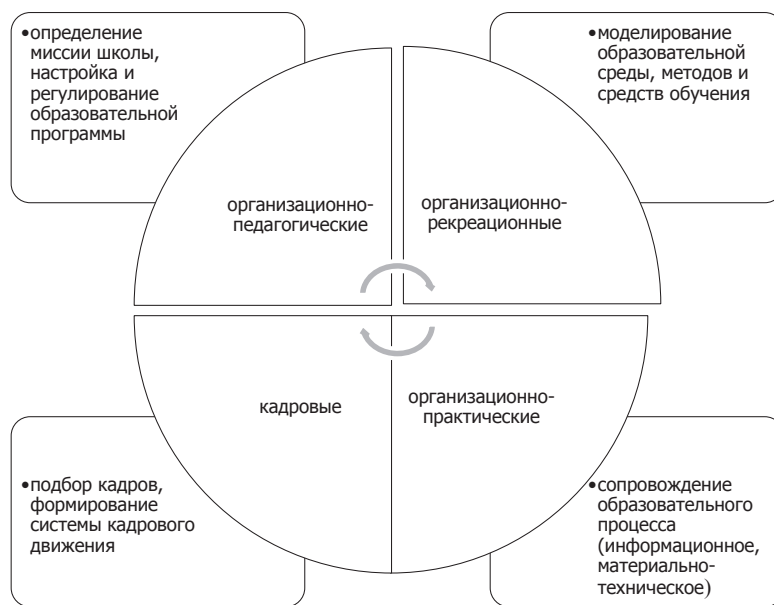 •определение
миссии школы,
настройка и
регулирование
образовательной
программы
•моделирование
образовательной
среды, методов и
средств обучения
организационно-
педагогические
организационно-
рекреационные
кадровые
организационно-
практические
•подбор кадров,
формирование
системы кадрового
движения
•сопровождение
образовательного
процесса
(информационное,
материально-
техническое)